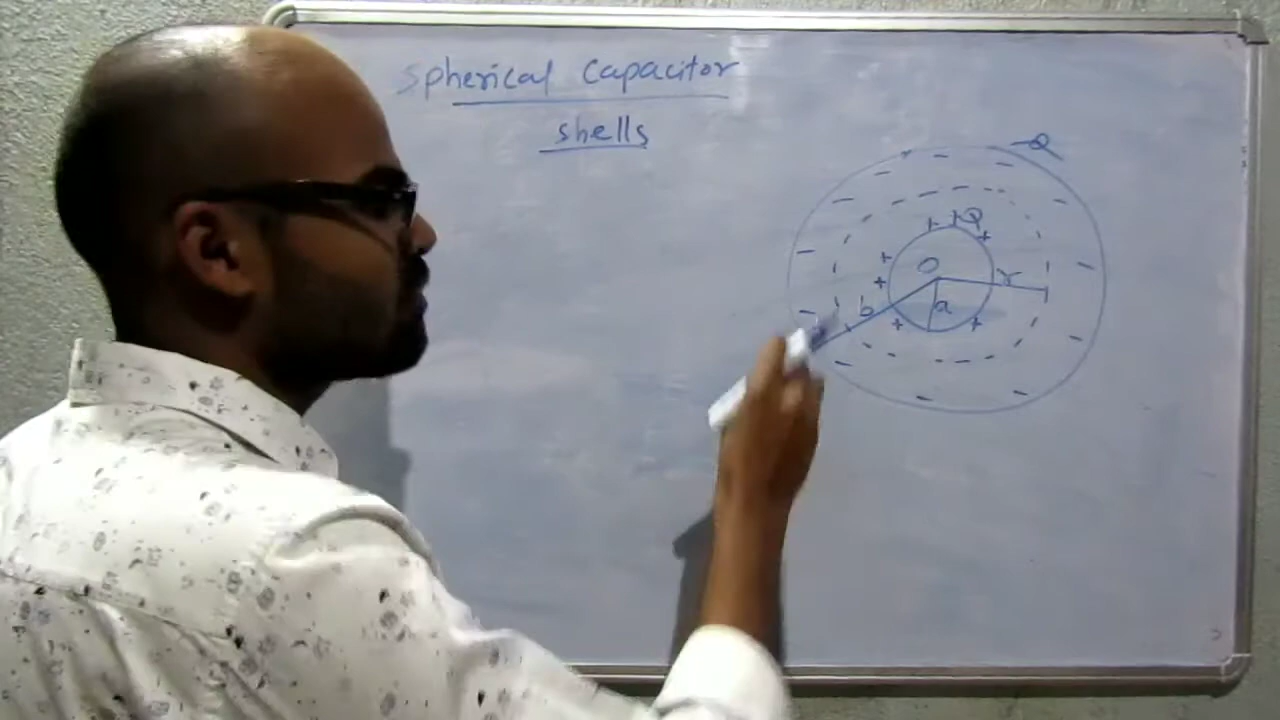 Spherical Capacitor
shells
-Q
+Q
O
r
b
a